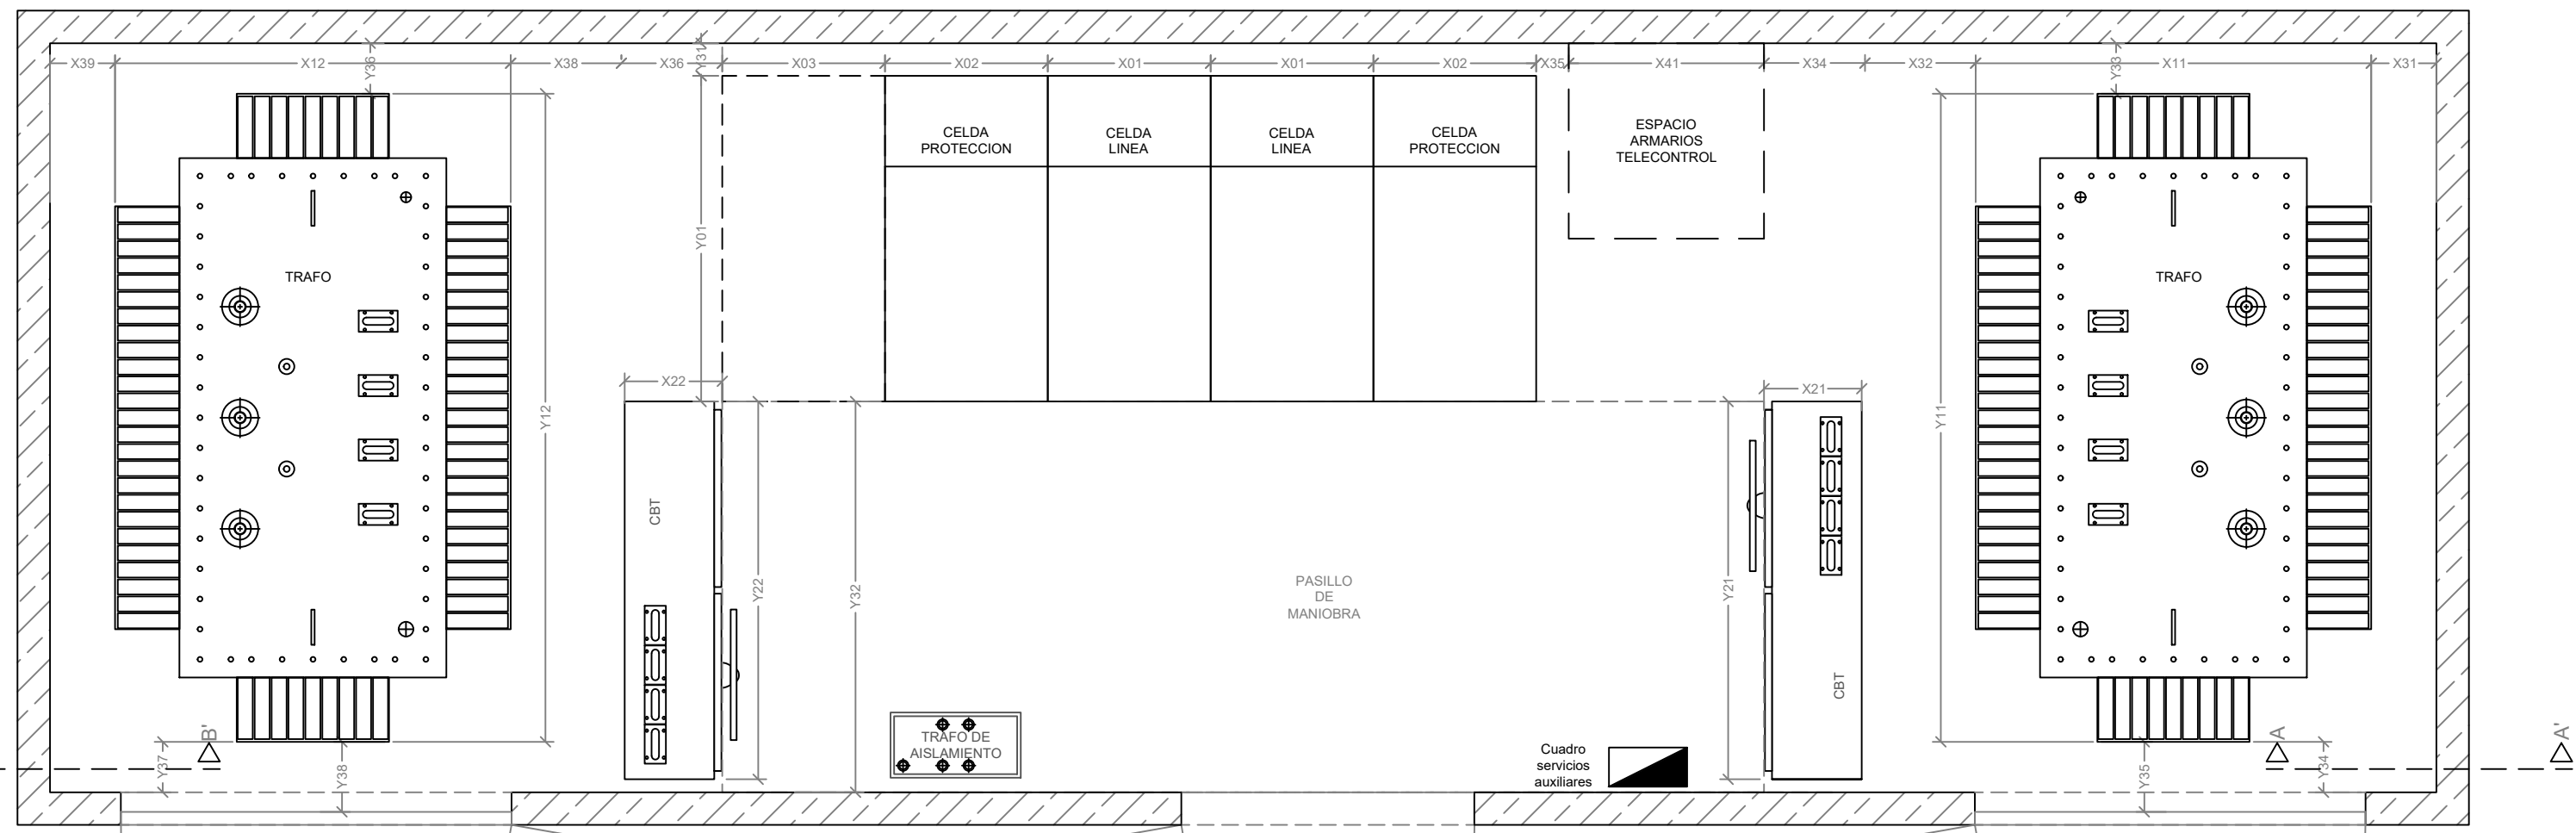 X39
X12
Y36
X38
X36
Y31
X03
X02
X01
X01
X02
X35
X41
X34
X32
Y33
X11
X31
CELDA
PROTECCION
CELDA
LINEA
CELDA
LINEA
CELDA
PROTECCION
ESPACIO
ARMARIOS
TELECONTROL
Y01
TRAFO
TRAFO
X22
X21
Y12
Y11
CBT
Y22
Y32
PASILLO
DE
MANIOBRA
Y21
CBT
TRAFO DE
AISLAMIENTO
Cuadro
servicios
auxiliares
B'
Y37
Y38
A
A'
Y35
Y34